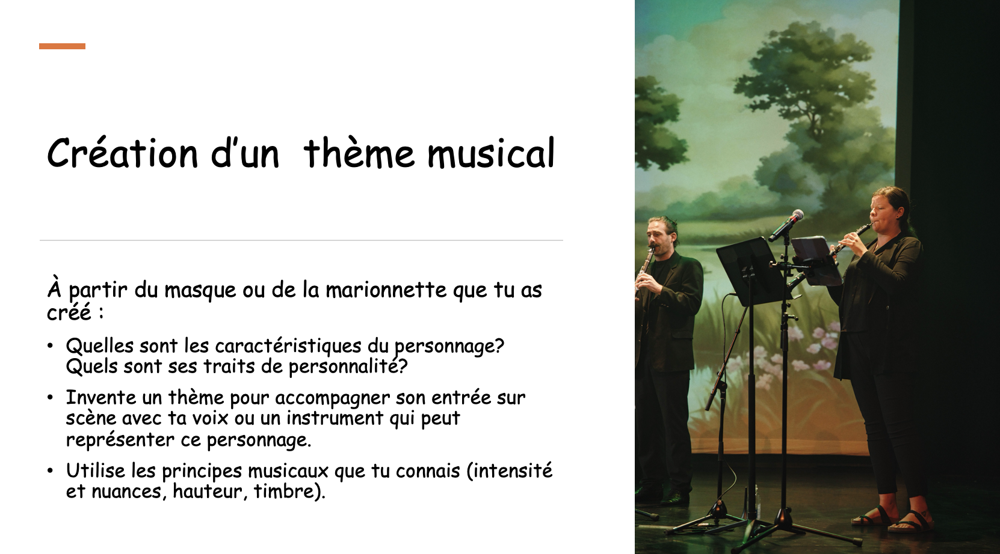 Création d’un  thème musical
À partir du masque ou de la marionnette que tu as
créé :
• Quelles sont les caractéristiques du personnage?
Quels sont ses traits de personnalité?
• Invente un thème pour accompagner son entrée sur
scène avec ta voix ou un instrument qui peut
représenter ce personnage.
• Utilise les principes musicaux que tu connais (intensité
et nuances, hauteur, timbre).